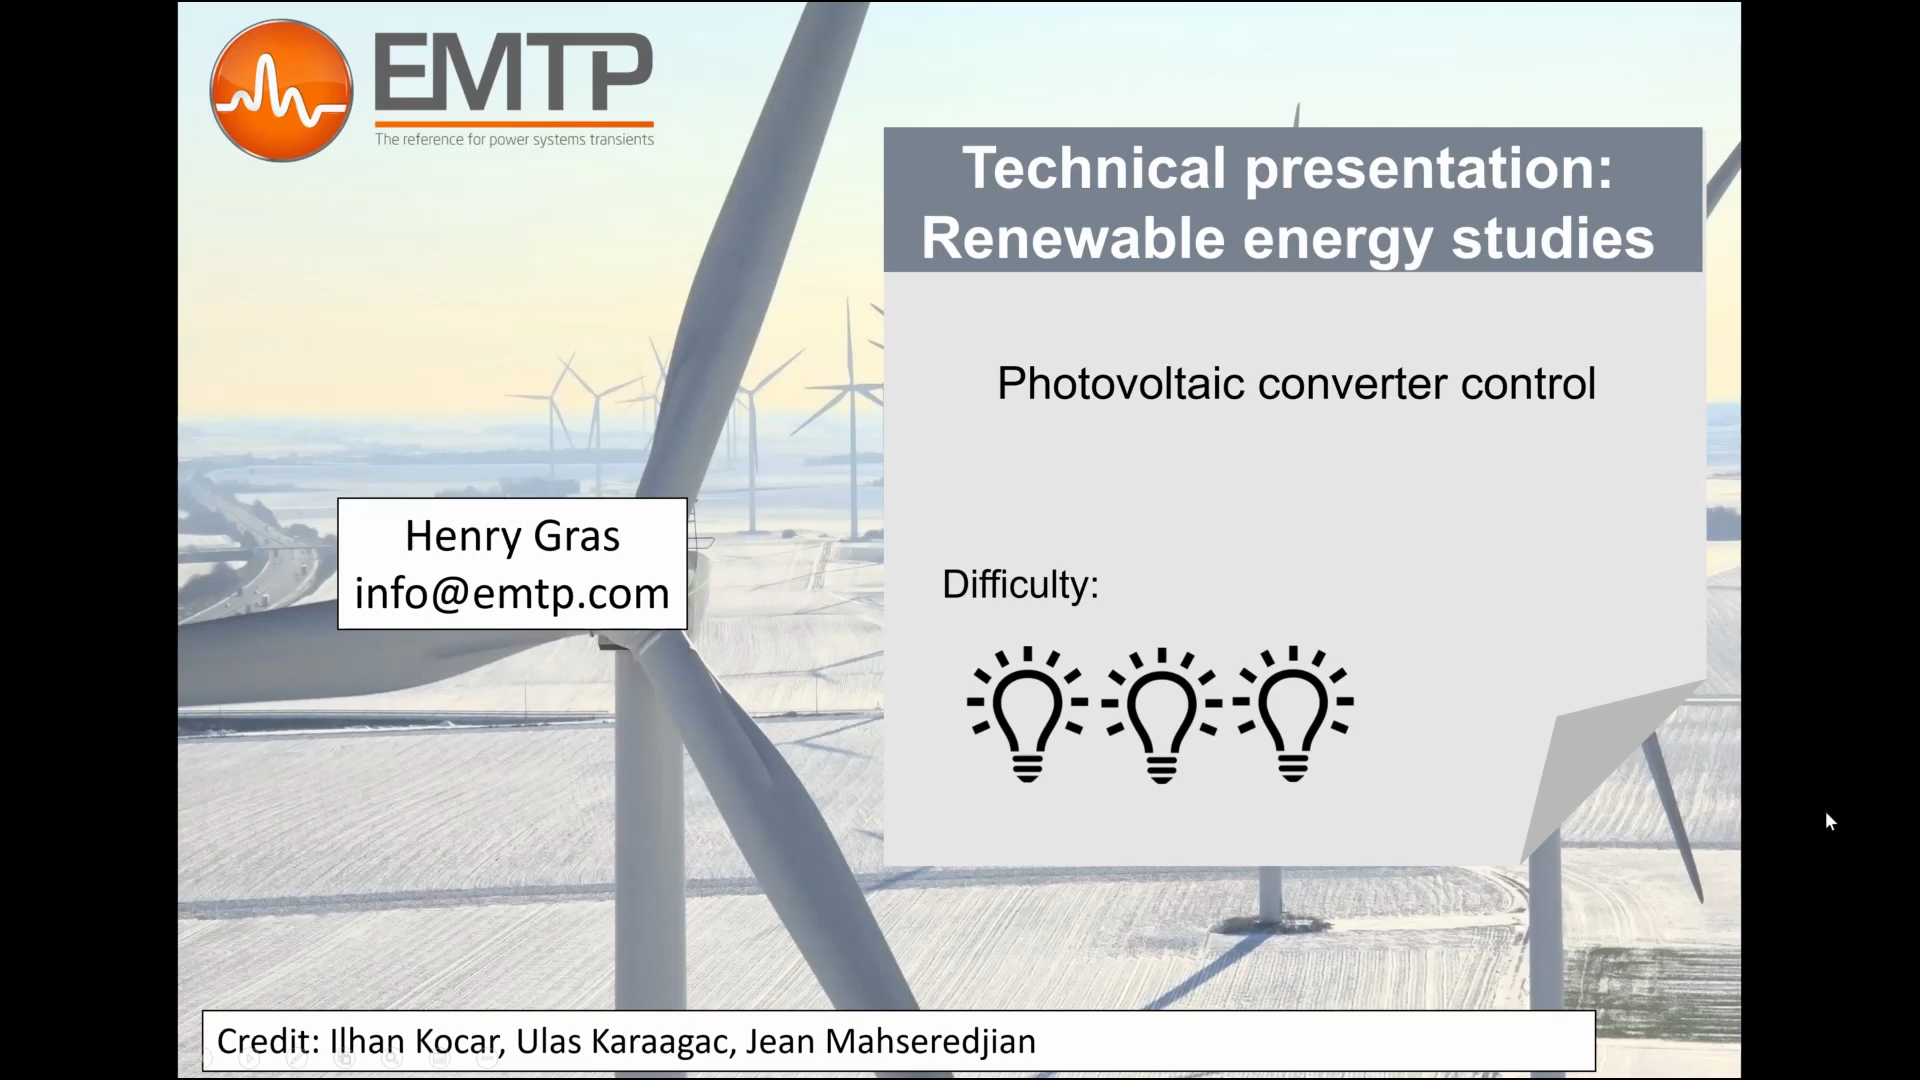 EMTP
The reference for power systems transients
Technical presentation:
Renewable energy studies
Photovoltaic converter control
Henry Gras
info@emtp.com
Difficulty:
Credit: Ilhan Kocar, Ulas Karaagac, Jean Mahseredjian